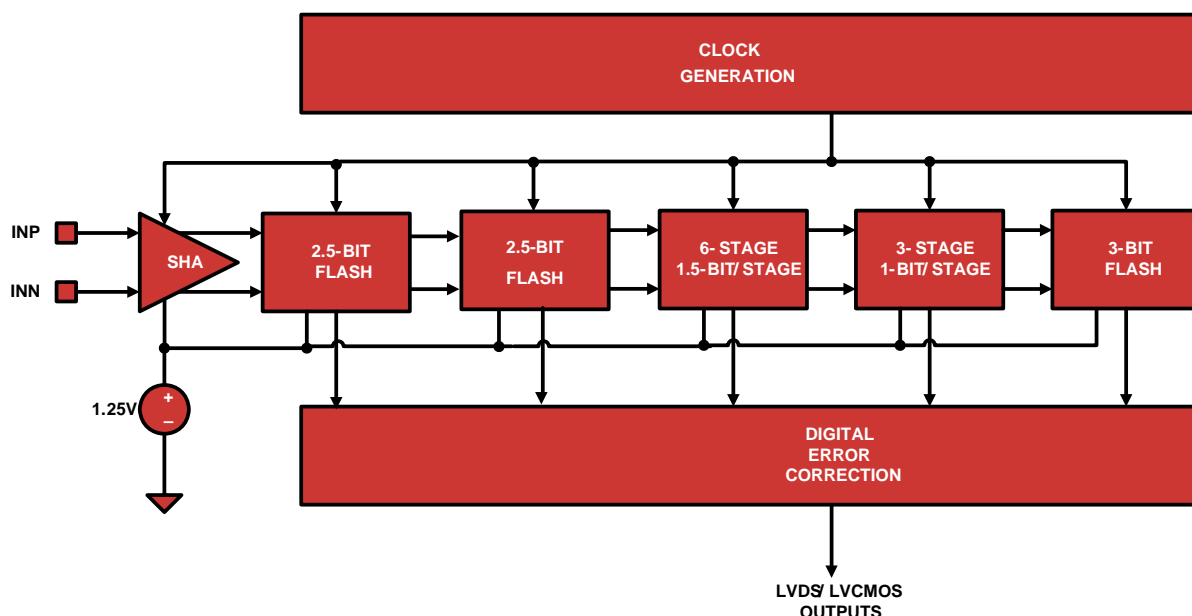 CLOCK
GENERATION
INP
INN
SHA
2.5-BIT
FLASH
2.5-BIT
FLASH
6- STAGE
1.5-BIT/ STAGE
3- STAGE
1-BIT/ STAGE
3-BIT
FLASH
1.25V
+
–
DIGITAL
ERROR
CORRECTION
LVDS/ LVCMOS
OUTPUTS